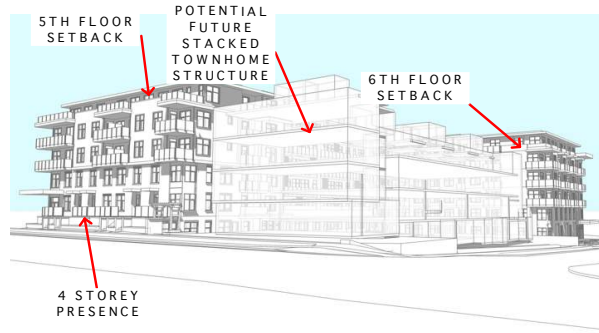 5TH FLOOR
SETBACK
POTENTIAL
FUTURE
STACKED
TOWNHOME
STRUCTURE
6TH FLOOR
SETBACK
4 STOREY
PRESENCE